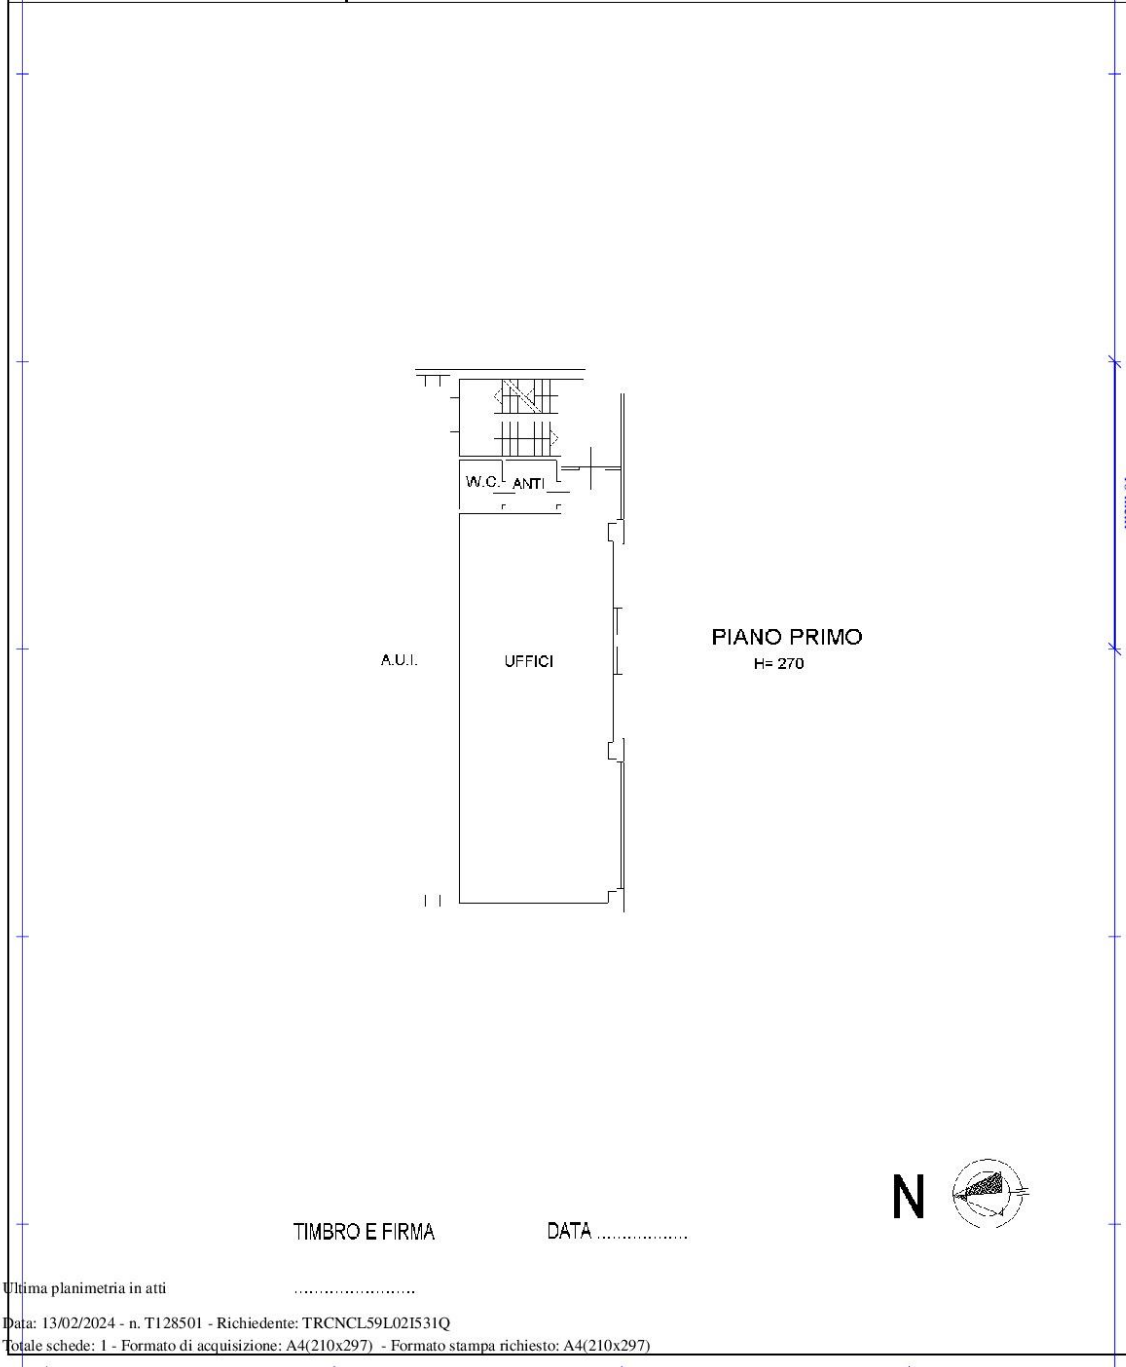 W.C. ANTI
PIANO PRIMO
H= 270
A.U.I.
UFFICI
N
TIMBRO E FIRMA
DATA ..................
Ultima planimetria in atti
........................
Data: 13/02/2024 - n. T128501 - Richiedente: TRCNCL59L02I531Q
Totale schede: 1 - Formato di acquisizione: A4(210x297) - Formato stampa richiesto: A4(210x297)